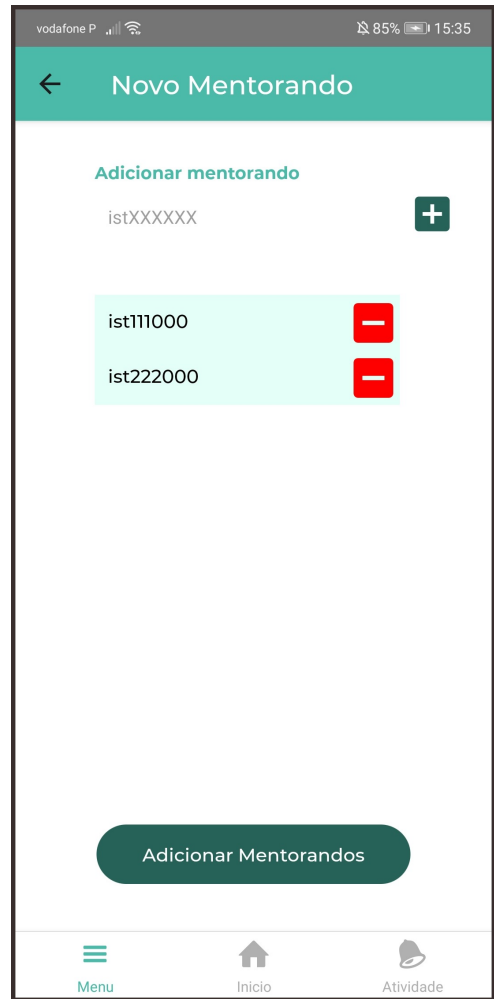 vodafone P 85% 15:35
Novo Mentorando
Adicionar mentorando
istXXXXXX
ist111000
ist222000
Adicionar Mentorandos
Menu Inicio Atividade